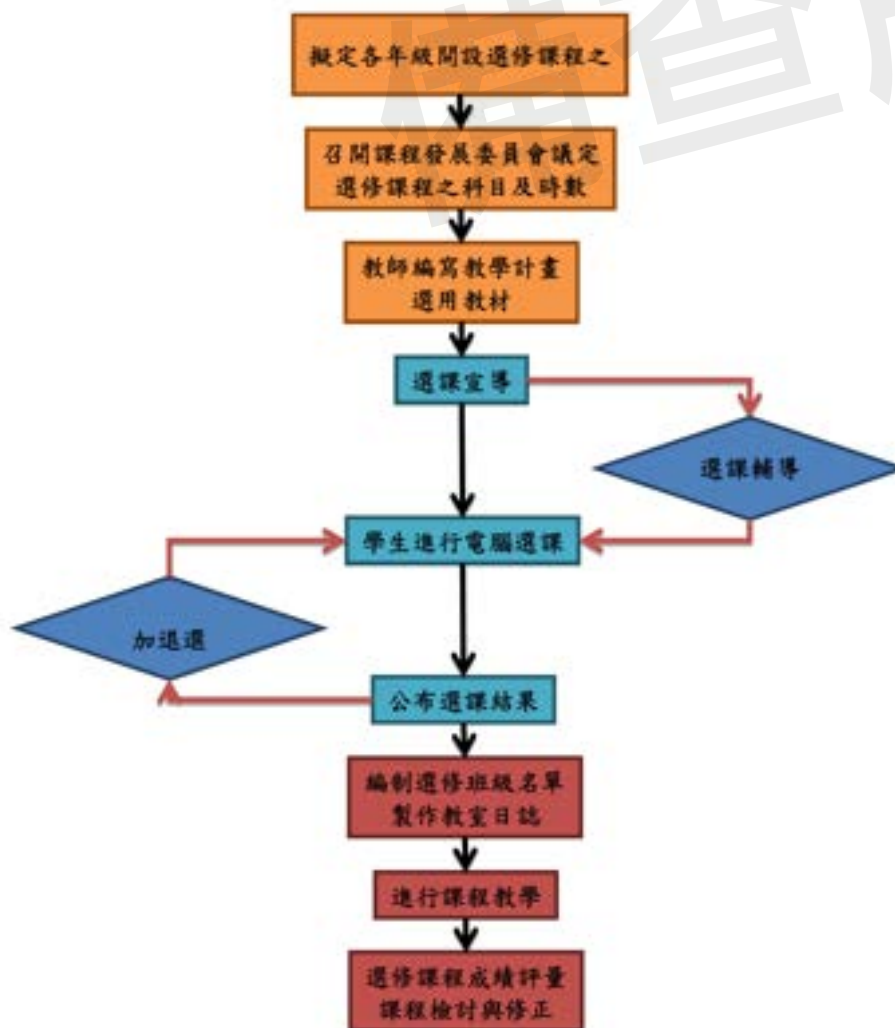 備查
擬定各年級開設選修課程之
召開課程發展委員會議定
選修課程之科目及時數
教師編寫教學計畫
選用教材
選課宣導
選課輔導
學生進行電腦選課
加退選
公布選課結果
編制選修班級名單
製作教室日誌
進行課程教學
選修課程成績評量
課程檢討與修正